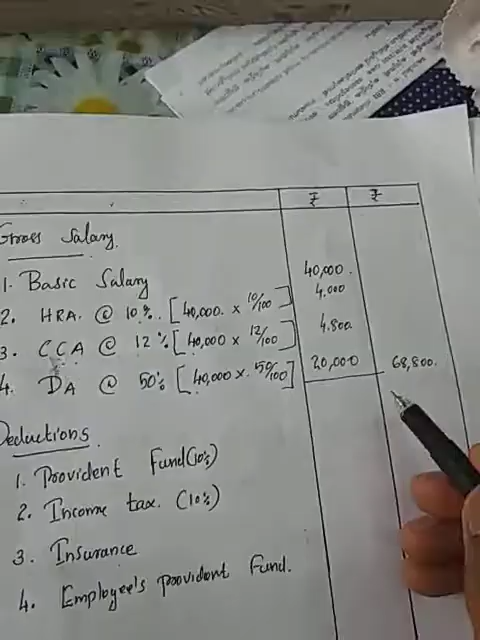 ₹ ₹
Gross Salary.
1. Basic Salary 40,000.
2. HRA @ 10%. [40,000. x 10/100] 4,000
3. CCA @ 12% [40,000 x 12/100] 4,800.
4. DA @ 50% [40,000 x 50/100] 20,000 68,800.
Deductions.
1. Provident Fund (10%)
2. Income tax. (10%)
3. Insurance
4. Employee's provident Fund.